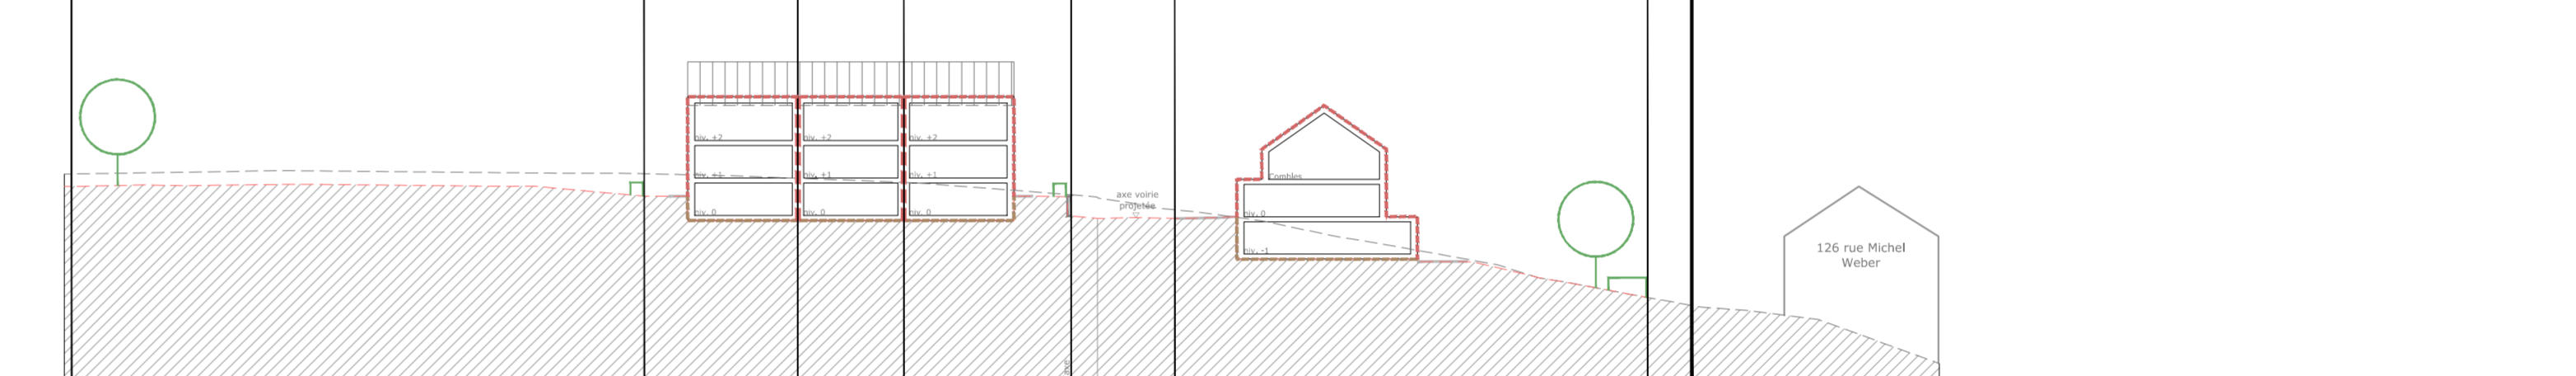 niv. +2
niv. +2
niv. +2
niv. +1
niv. +1
niv. +1
niv. 0
niv. 0
niv. 0
axe voirie
projetée
Combles
niv. 0
niv. -1
126 rue Michel
Weber
axe